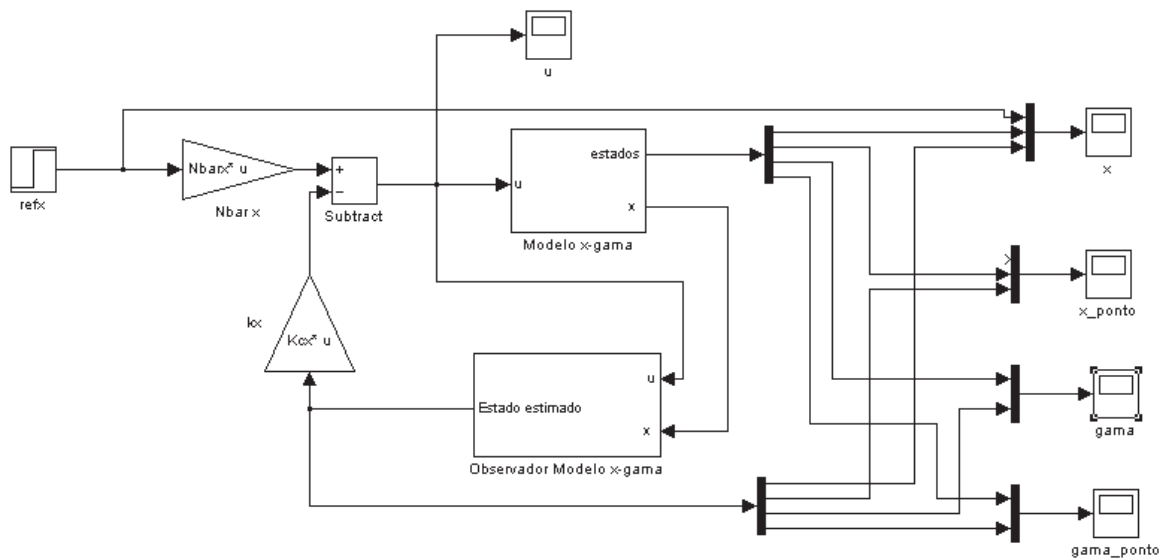 u
estados
x
Nbarx* u
+
u
refx
−
x
Nbar x
Subtract
Modelo x-gama
x_ponto
kx
Kcx* u
u
Estado estimado
x
gama
Observador Modelo x-gama
gama_ponto